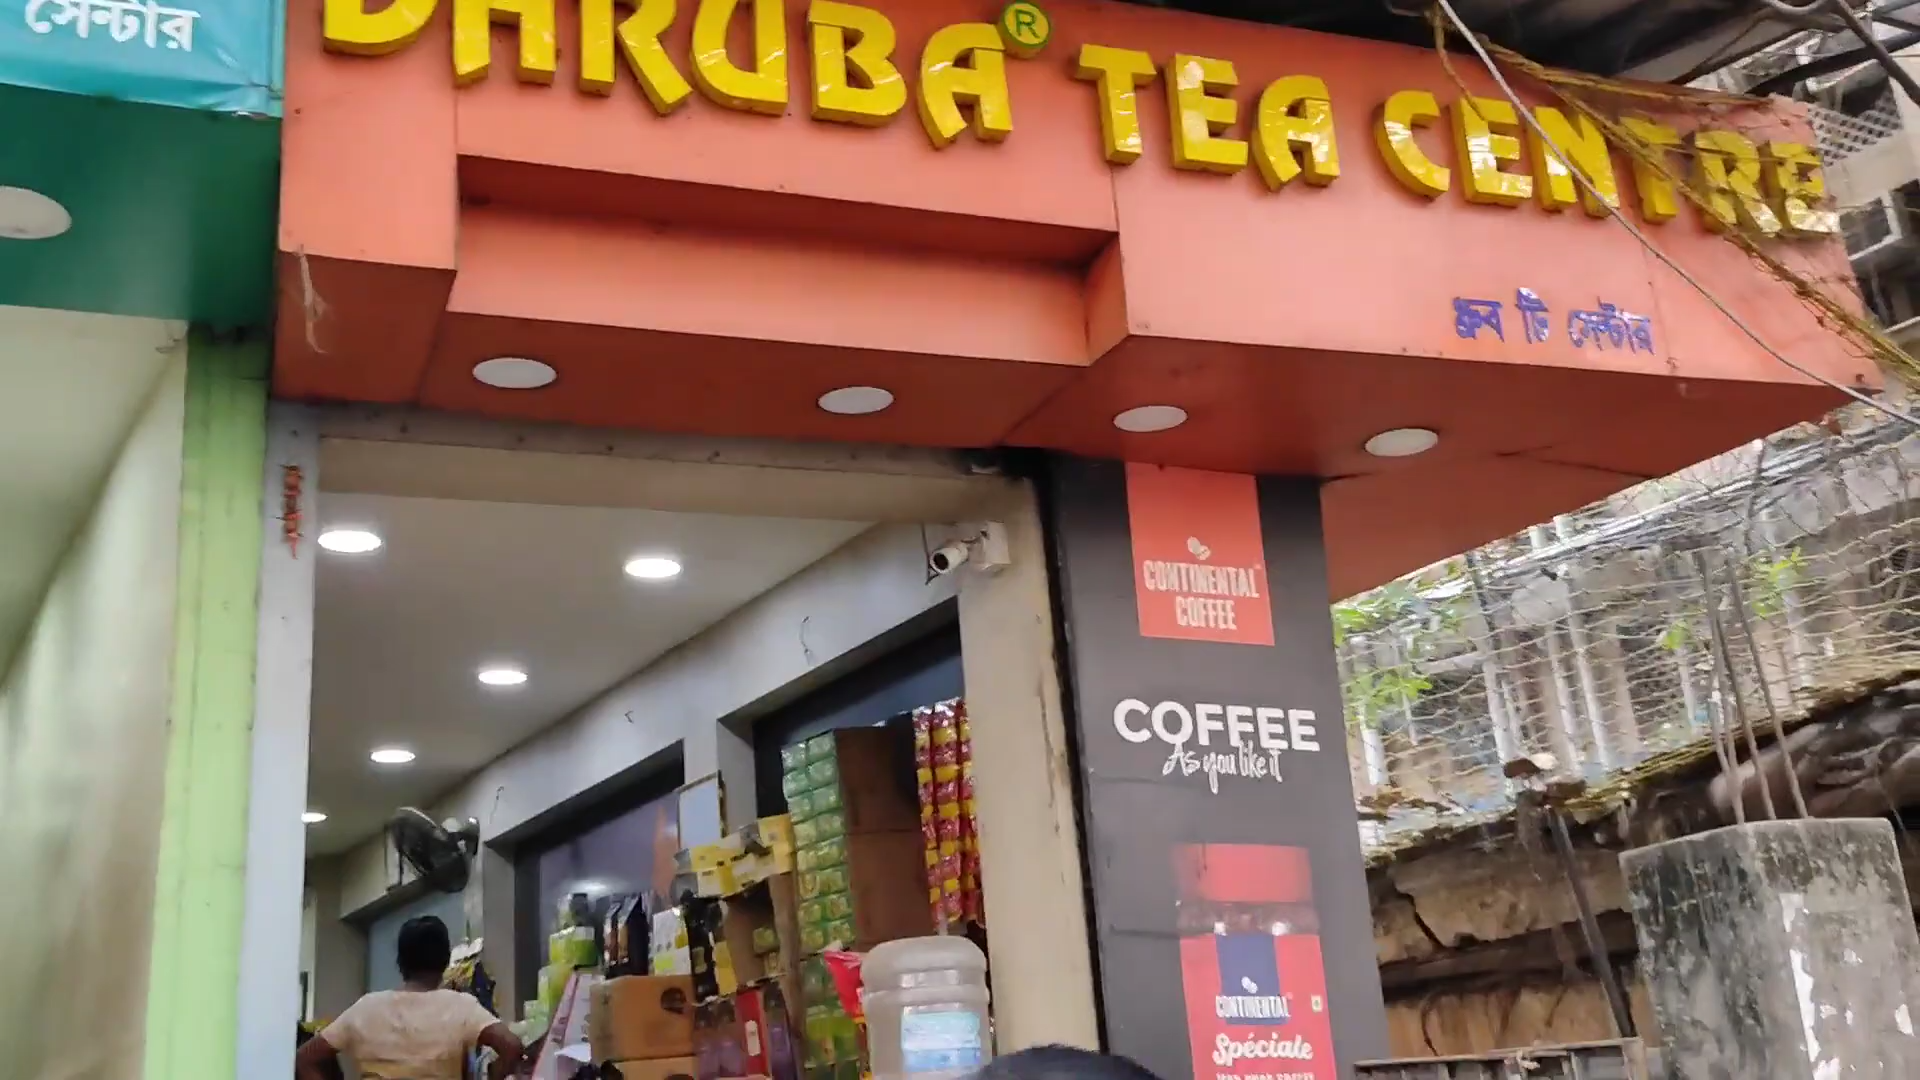 সেন্টার
DHRUBA® TEA CENTRE
ধ্রুব টি সেন্টার
CONTINENTAL
COFFEE
COFFEE
As you like it
CONTINENTAL
Spéciale